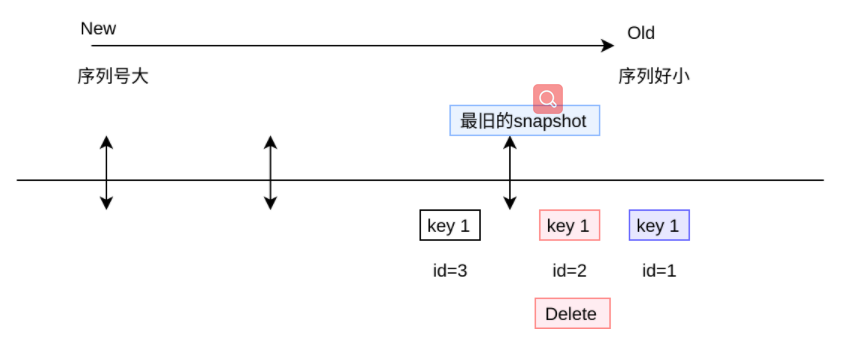 New
Old
序列号大
序列好小
最旧的snapshot
key 1
key 1
key 1
id=3
id=2
id=1
Delete